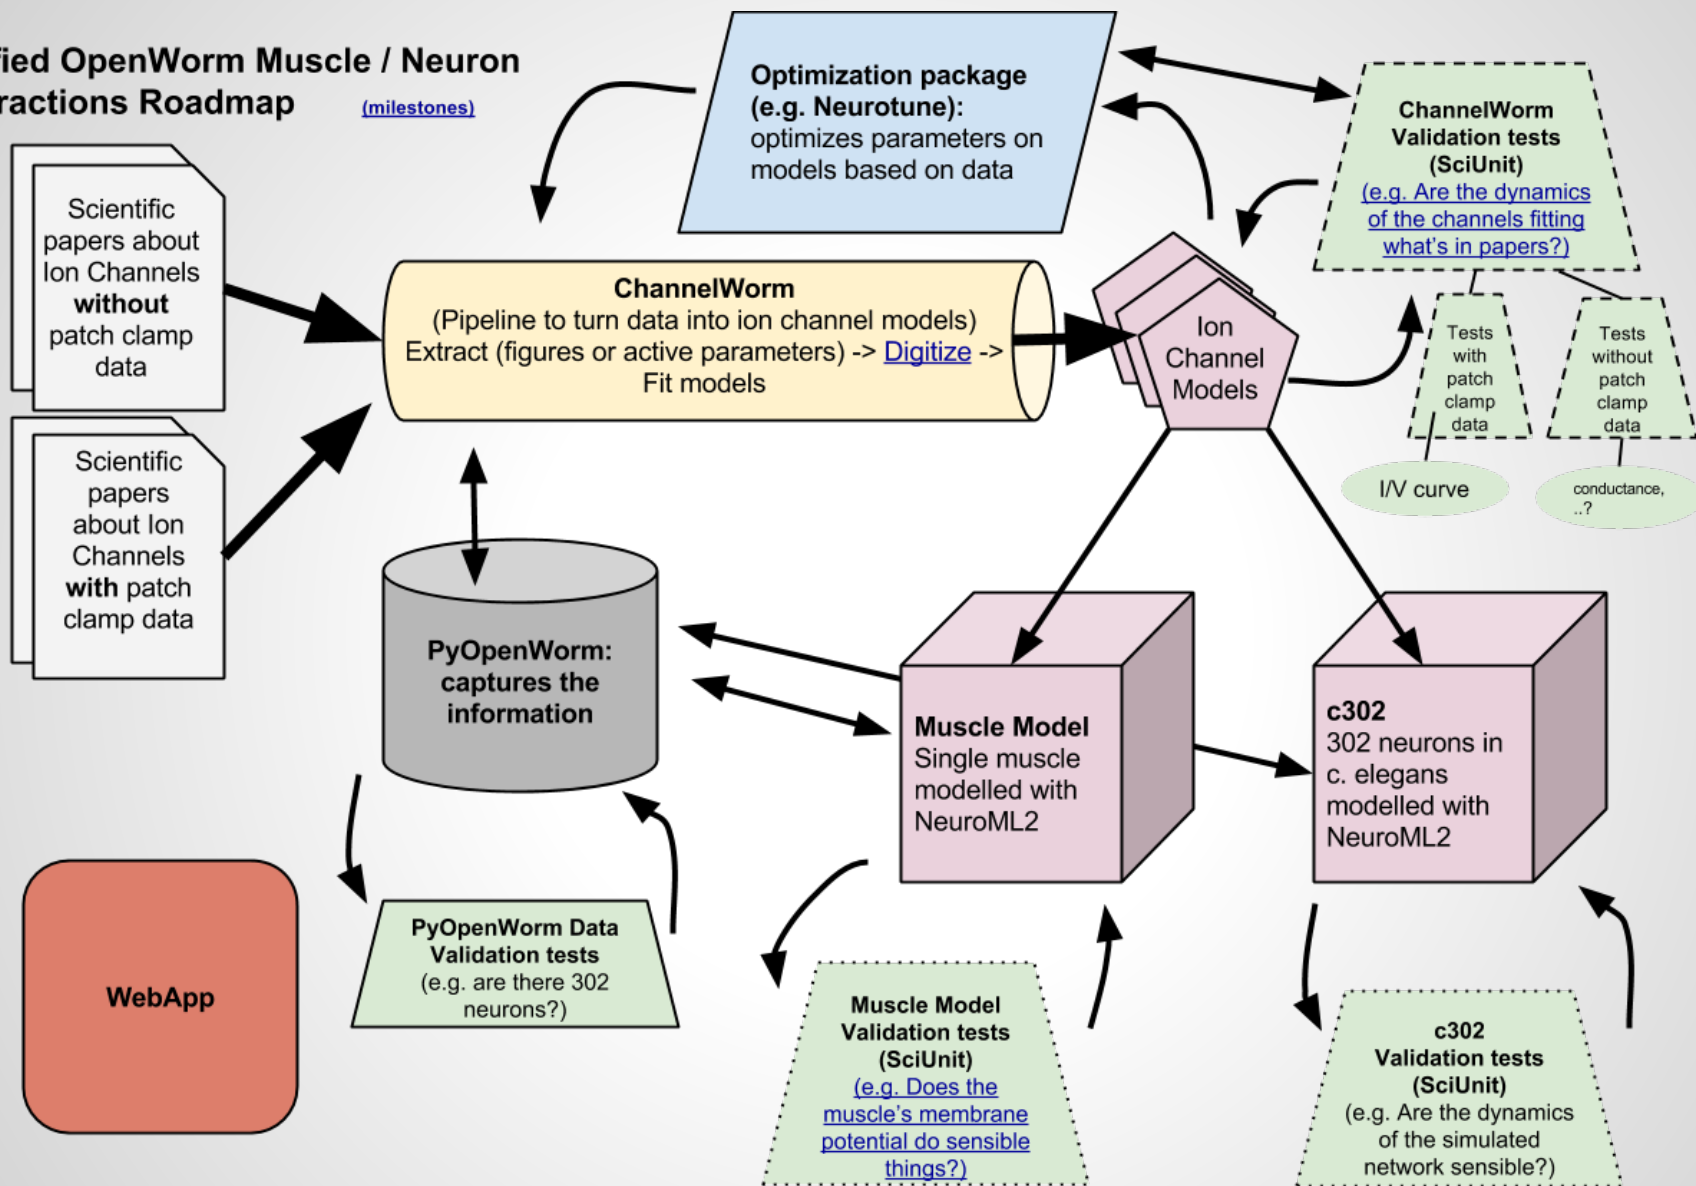 fied OpenWorm Muscle / Neuron
ractions Roadmap (milestones)
Scientific
papers about
Ion Channels
without
patch clamp
data
Scientific
papers
about Ion
Channels
with patch
clamp data
Optimization package
(e.g. Neurotune):
optimizes parameters on
models based on data
ChannelWorm
Validation tests
(SciUnit)
(e.g. Are the dynamics
of the channels fitting
what's in papers?)
ChannelWorm
(Pipeline to turn data into ion channel models)
Extract (figures or active parameters) -> Digitize ->
Fit models
Ion
Channel
Models
Tests
with
patch
clamp
data
Tests
without
patch
clamp
data
I/V curve
conductance,
..?
PyOpenWorm:
captures the
information
Muscle Model
Single muscle
modelled with
NeuroML2
c302
302 neurons in
c. elegans
modelled with
NeuroML2
WebApp
PyOpenWorm Data
Validation tests
(e.g. are there 302
neurons?)
Muscle Model
Validation tests
(SciUnit)
(e.g. Does the
muscle's membrane
potential do sensible
things?)
c302
Validation tests
(SciUnit)
(e.g. Are the dynamics
of the simulated
network sensible?)